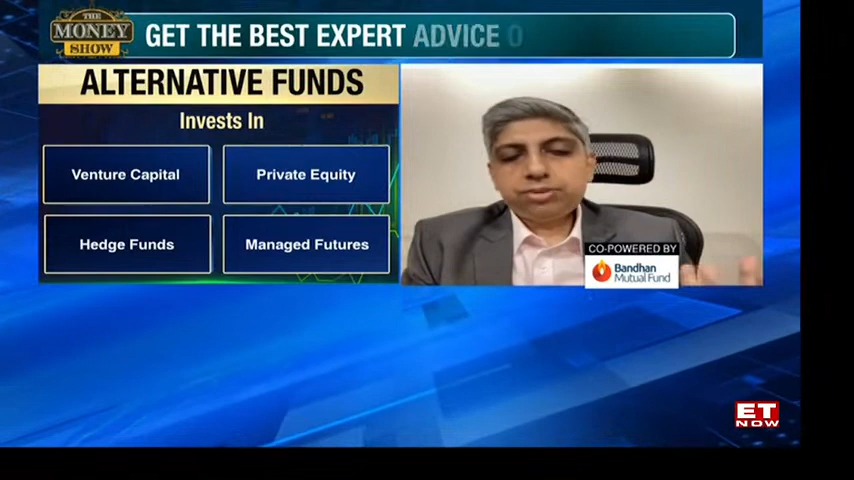 THE
MONEY
SHOW
GET THE BEST EXPERT ADVICE O
ALTERNATIVE FUNDS
Invests In
Venture Capital
Private Equity
Hedge Funds
Managed Futures
CO-POWERED BY
Bandhan
Mutual Fund
ET
NOW